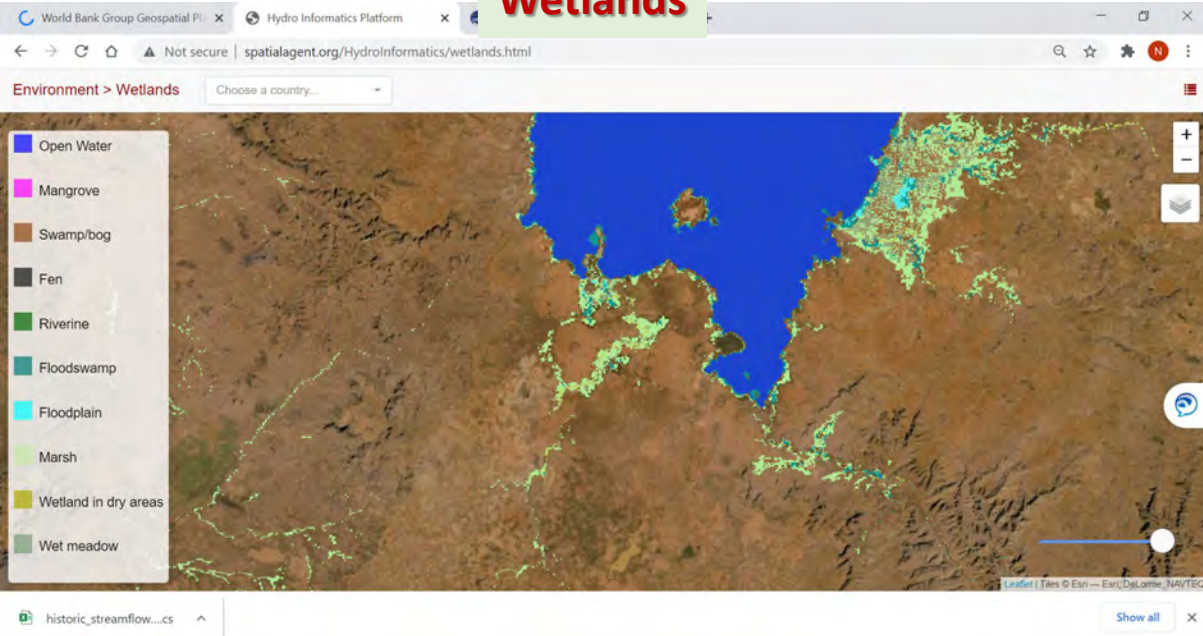 Wetlands
World Bank Group Geospatial Pl
Hydro Informatics Platform
Not secure | spatialagent.org/HydroInformatics/wetlands.html
N
Environment > Wetlands
Choose a country...
Open Water
Mangrove
Swamp/bog
Fen
Riverine
Floodswamp
Floodplain
Marsh
Wetland in dry areas
Wet meadow
+
−
Leaflet | Tiles © Esri — Esri, DeLorme, NAVTEQ
historic_streamflow....cs
Show all